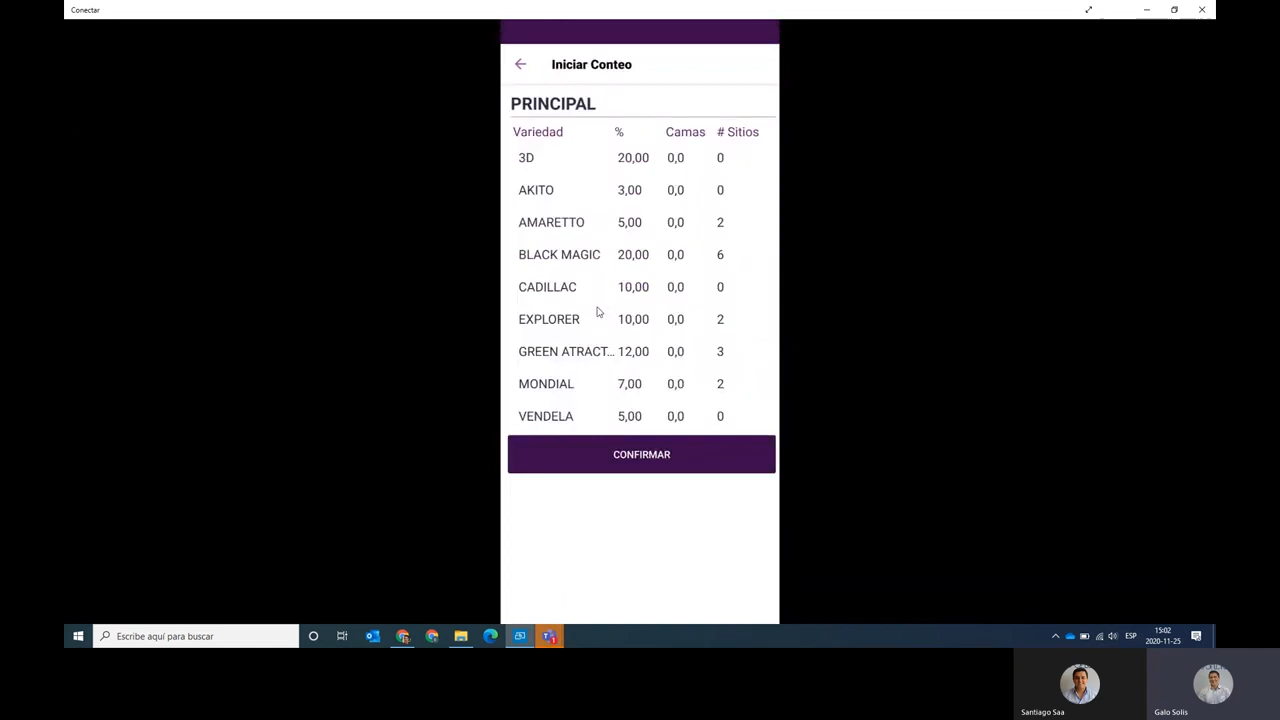 Conectar
Iniciar Conteo
PRINCIPAL
Variedad % Camas # Sitios
3D 20,00 0,0 0
AKITO 3,00 0,0 0
AMARETTO 5,00 0,0 2
BLACK MAGIC 20,00 0,0 6
CADILLAC 10,00 0,0 0
EXPLORER 10,00 0,0 2
GREEN ATRACT... 12,00 0,0 3
MONDIAL 7,00 0,0 2
VENDELA 5,00 0,0 0
CONFIRMAR
Escribe aquí para buscar
ESP
15:02
2020-11-25
Santiago Saa
Galo Solis